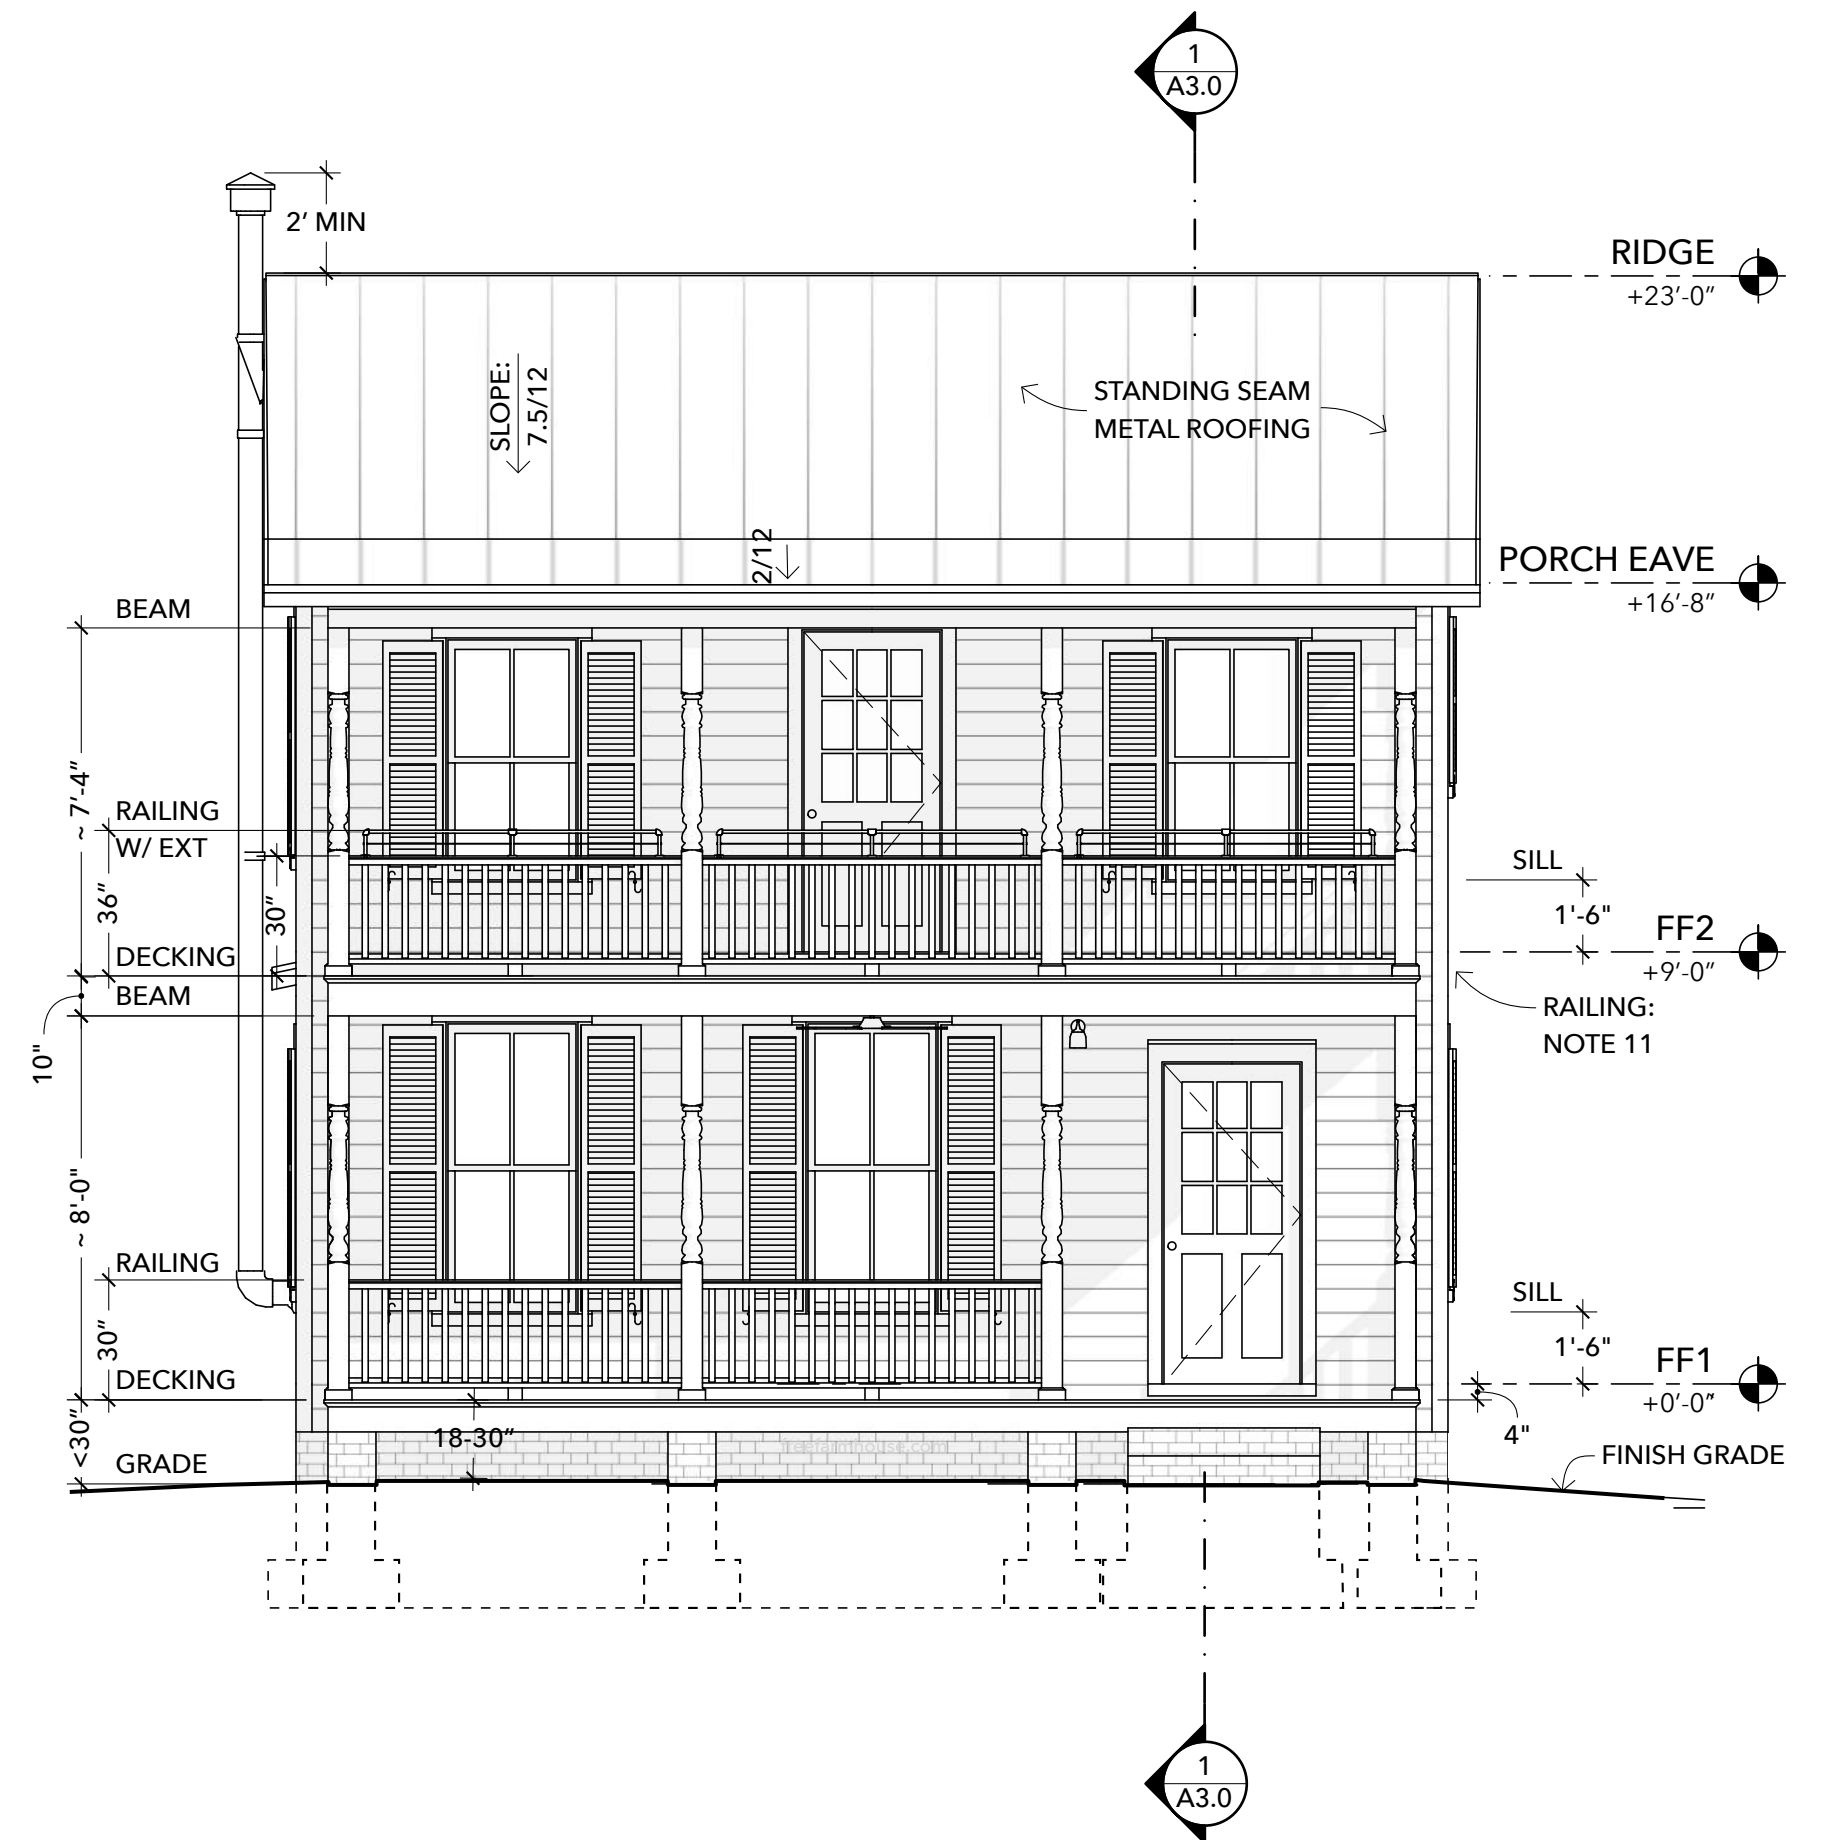 1
A3.0
2' MIN
RIDGE
+23'-0"
SLOPE:
7.5/12
STANDING SEAM
METAL ROOFING
2/12
PORCH EAVE
+16'-8"
BEAM
~ 7'-4"
RAILING
W/ EXT
36"
30"
SILL
1'-6"
FF2
+9'-0"
DECKING
BEAM
10"
RAILING:
NOTE 11
~ 8'-0"
RAILING
30"
SILL
1'-6"
FF1
+0'-0"
DECKING
<30"
18-30"
freefarmhouse.com
4"
GRADE
FINISH GRADE
1
A3.0